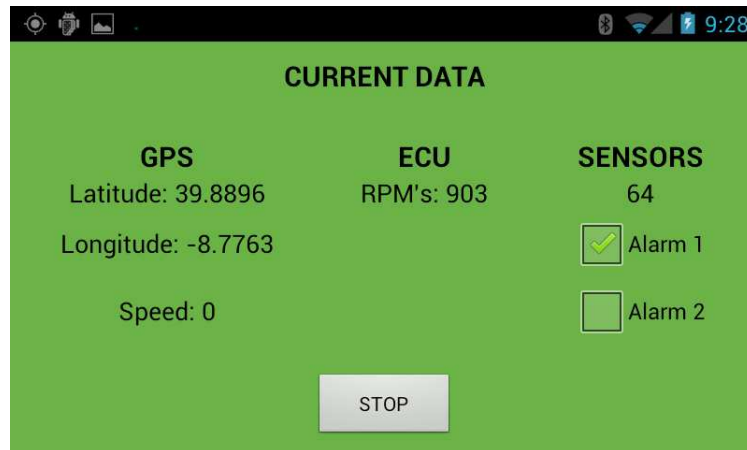 9:28
CURRENT DATA
GPS ECU SENSORS
Latitude: 39.8896 RPM's: 903 64
Longitude: -8.7763 Alarm 1
Speed: 0 Alarm 2
STOP